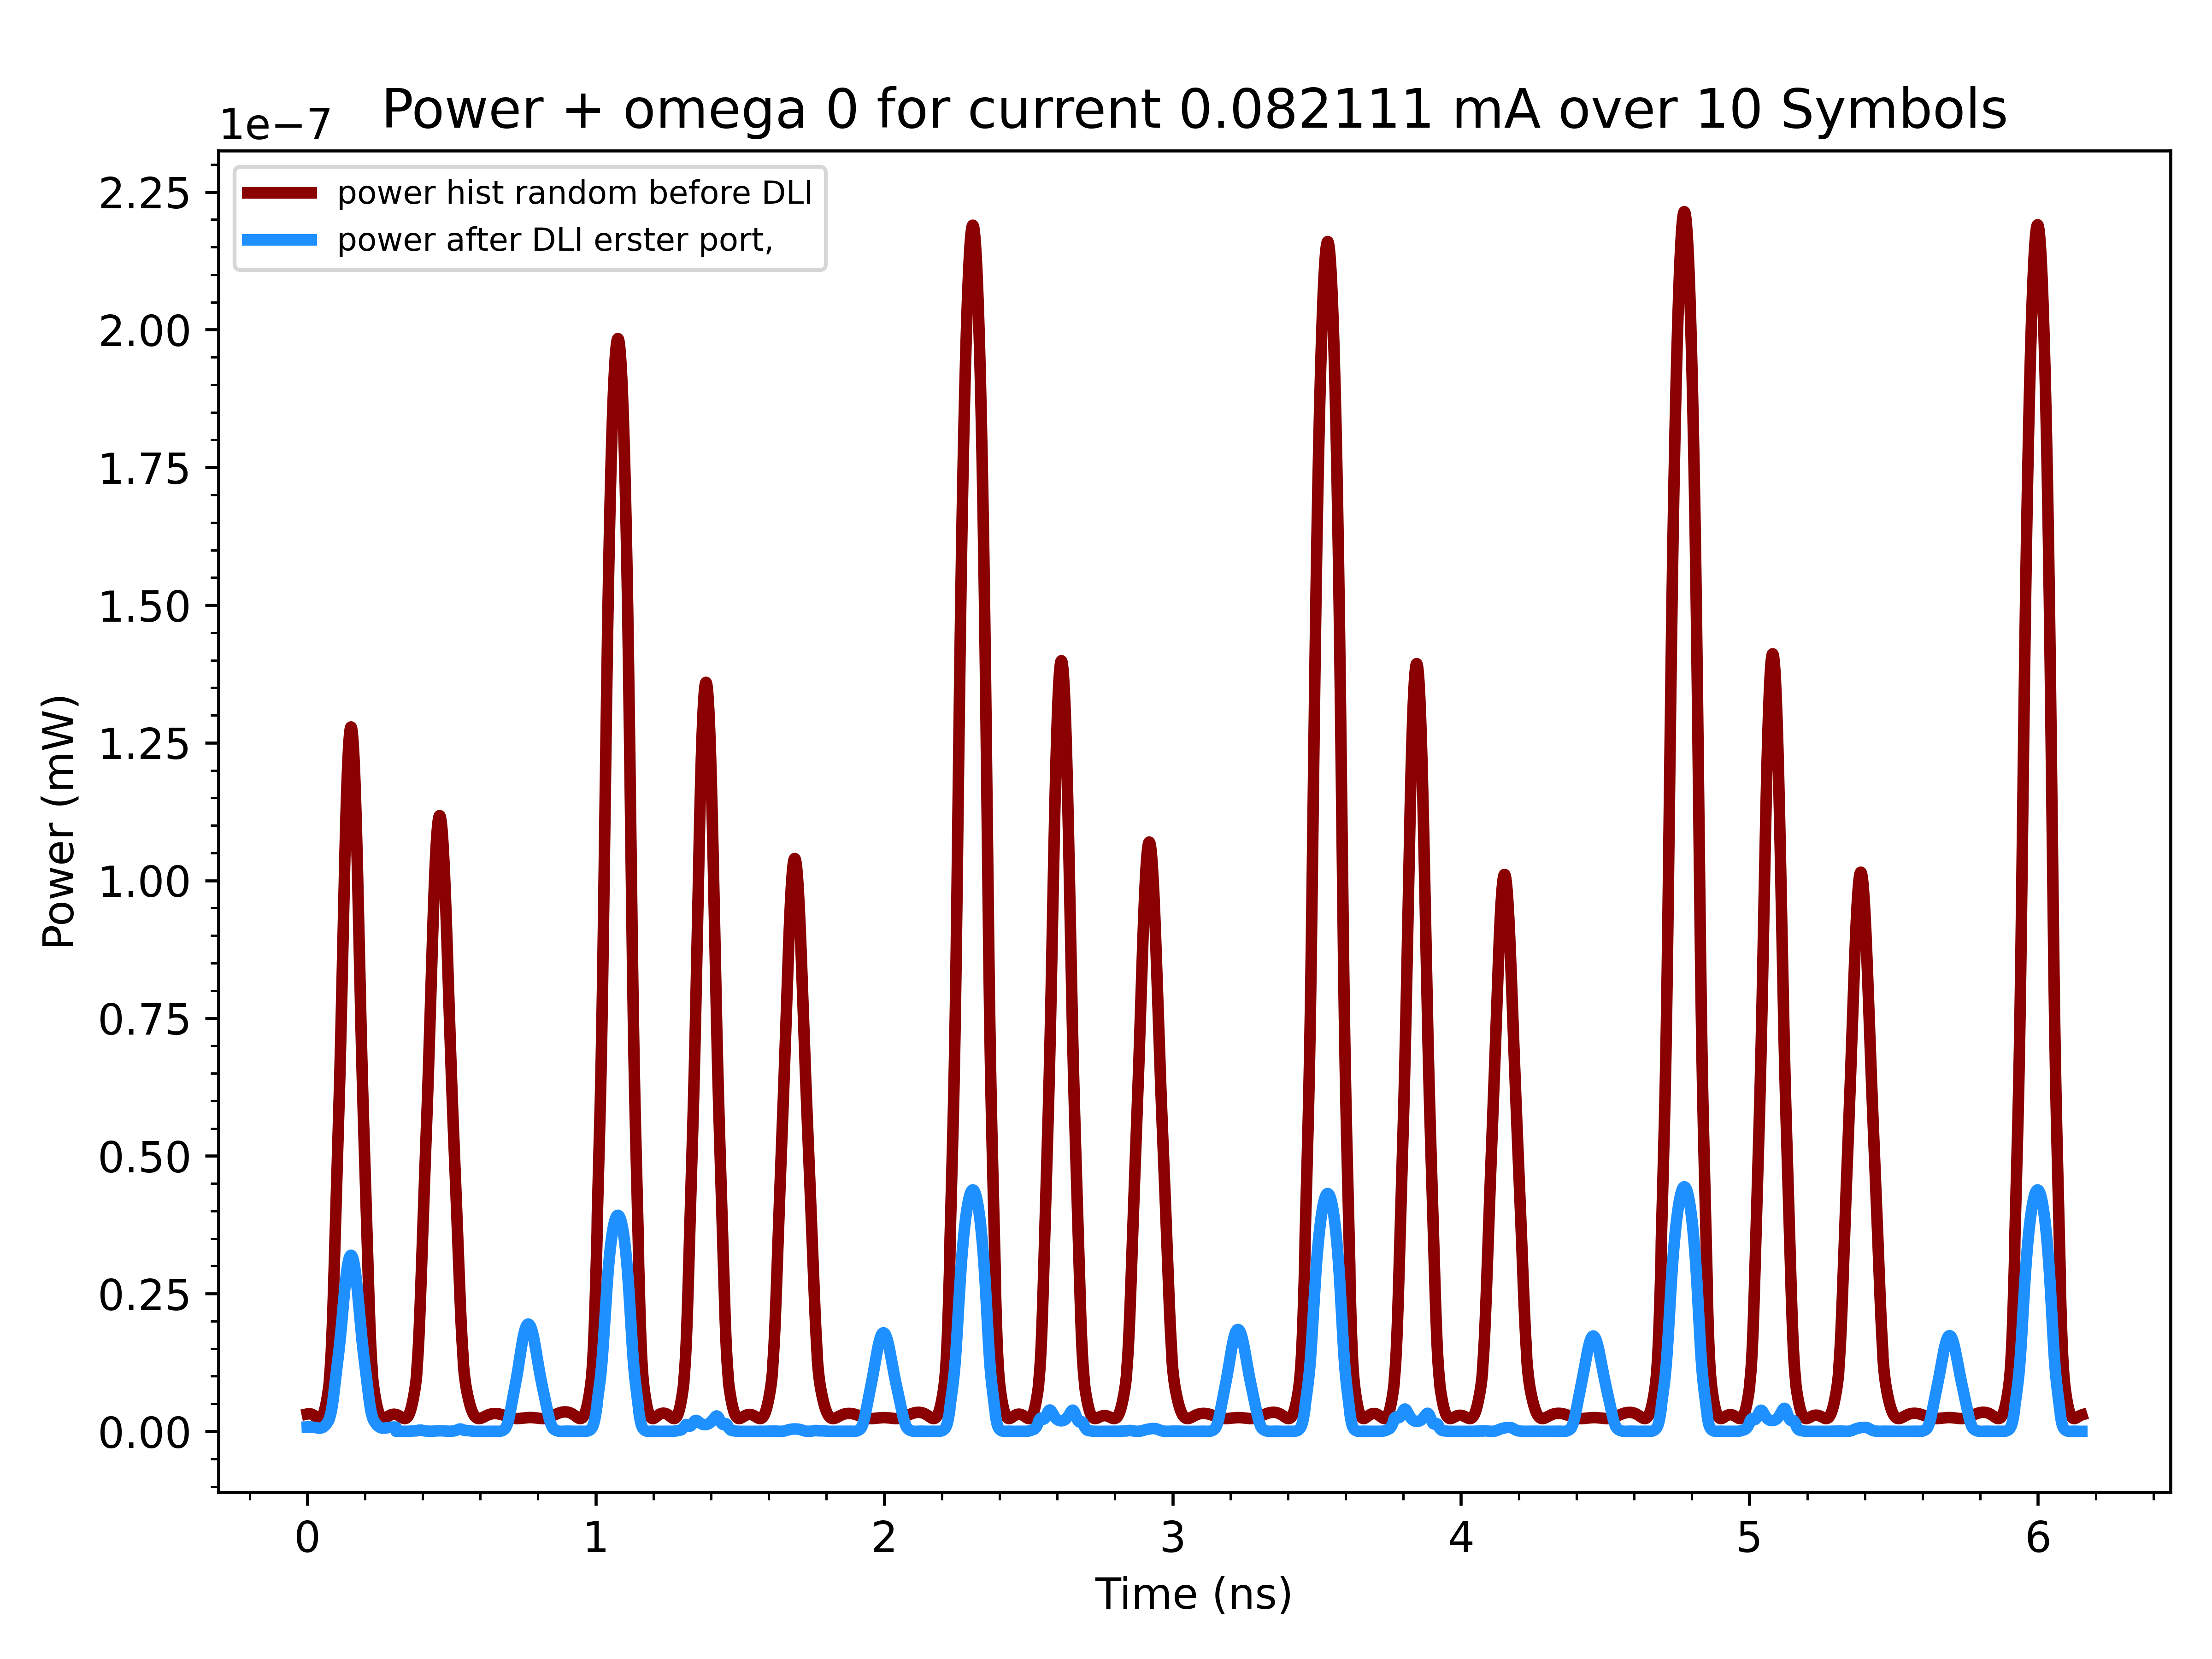 Power + omega 0 for current 0.082111 mA over 10 Symbols
1e−7
power hist random before DLI
power after DLI erster port,
2.25
2.00
1.75
1.50
1.25
1.00
0.75
0.50
0.25
0.00
Power (mW)
0 1 2 3 4 5 6
Time (ns)